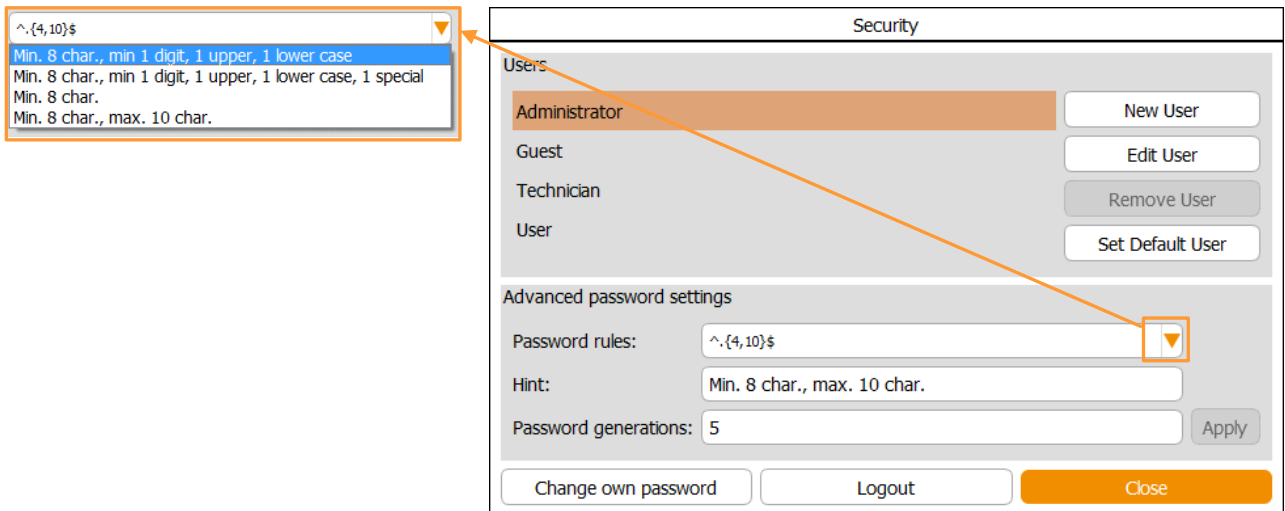 ^.{4,10}$
Min. 8 char., min 1 digit, 1 upper, 1 lower case
Min. 8 char., min 1 digit, 1 upper, 1 lower case, 1 special
Min. 8 char.
Min. 8 char., max. 10 char.
Security
Users
Administrator
New User
Guest
Edit User
Technician
Remove User
User
Set Default User
Advanced password settings
Password rules: ^.{4,10}$
Hint: Min. 8 char., max. 10 char.
Password generations: 5 Apply
Change own password Logout Close